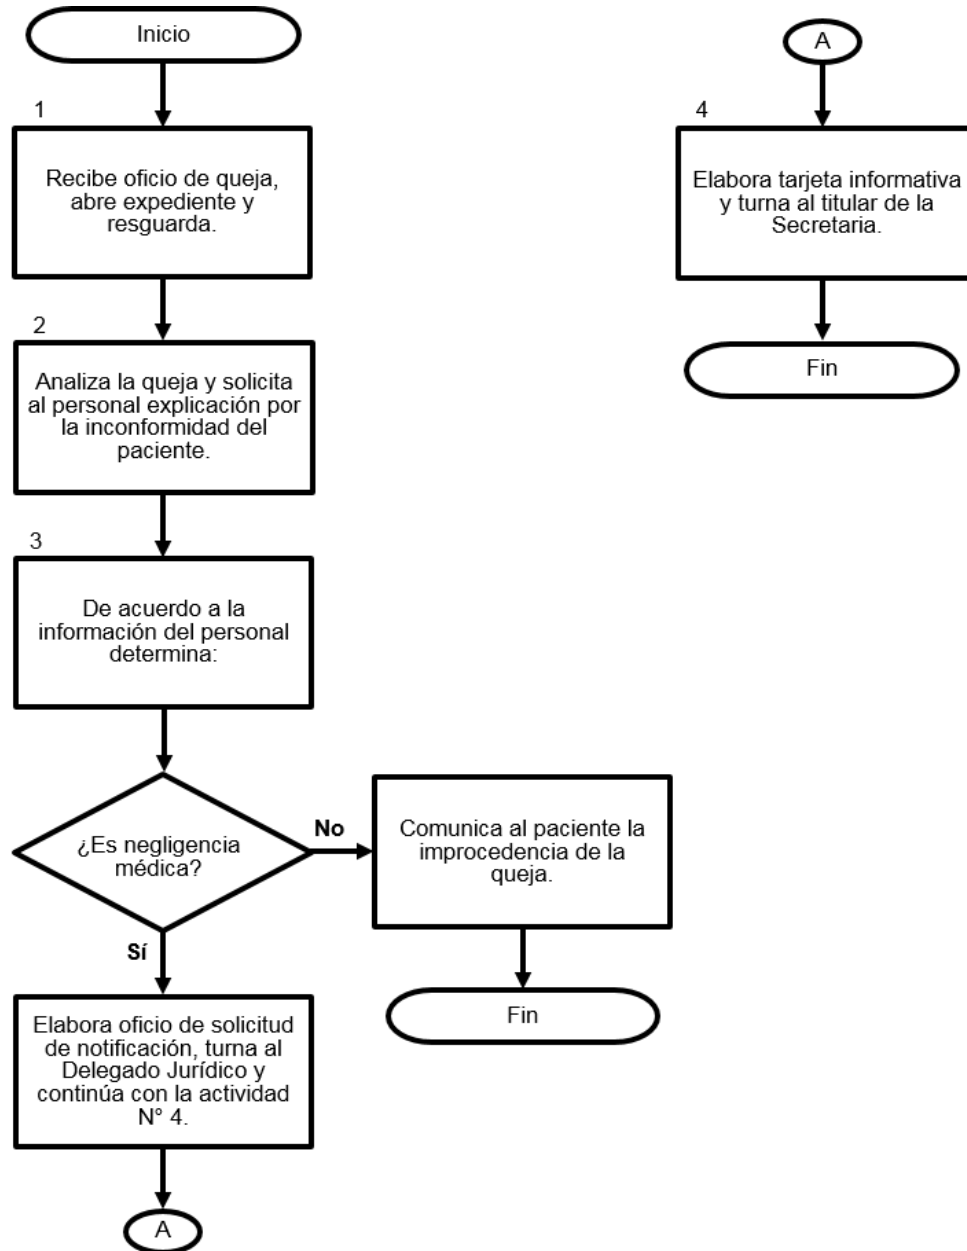 Inicio
1
Recibe oficio de queja,
abre expediente y
resguarda.
2
Analiza la queja y solicita
al personal explicación por
la inconformidad del
paciente.
3
De acuerdo a la
información del personal
determina:
¿Es negligencia
médica?
No
Comunica al paciente la
improcedencia de la
queja.
Fin
Sí
Elabora oficio de solicitud
de notificación, turna al
Delegado Jurídico y
continúa con la actividad
N° 4.
A
A
4
Elabora tarjeta informativa
y turna al titular de la
Secretaria.
Fin